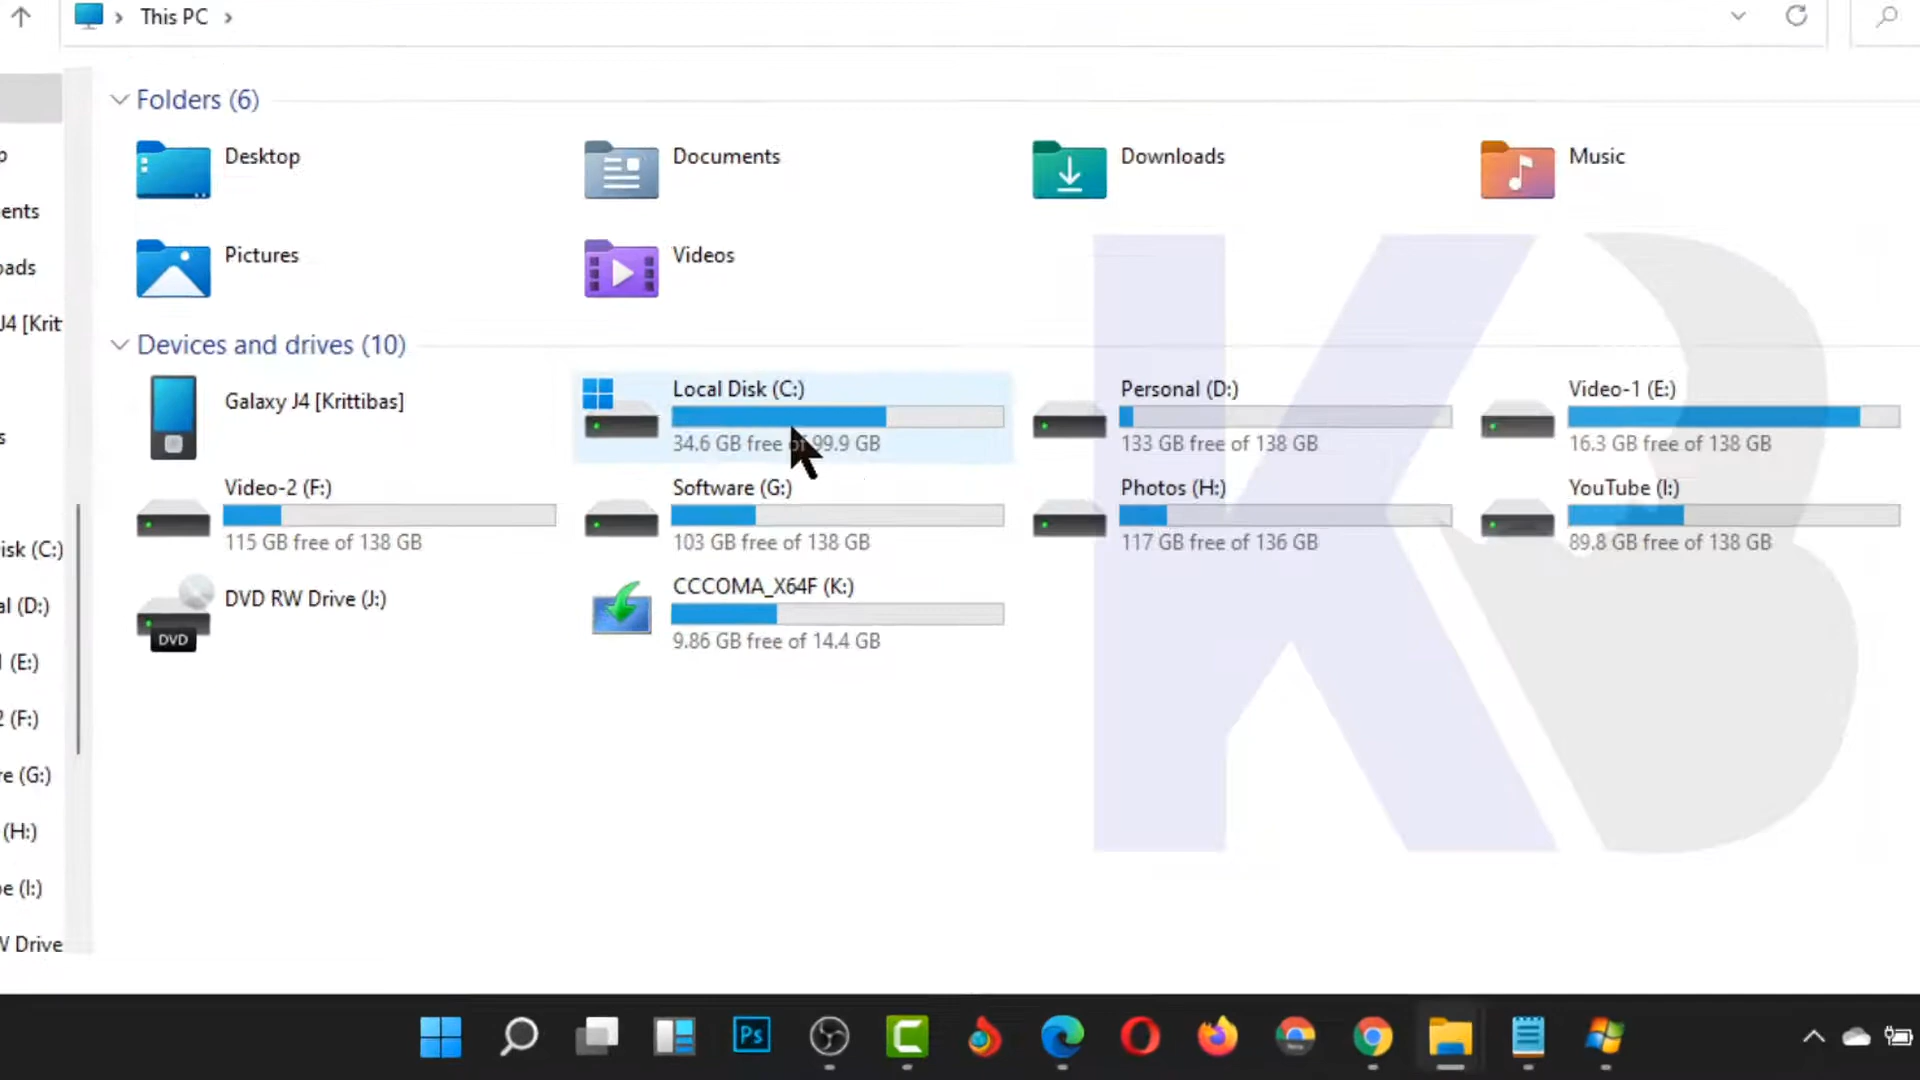 This PC
Folders (6)
Desktop
Documents
Downloads
Music
Pictures
Videos
Devices and drives (10)
Galaxy J4 [Krittibas]
Local Disk (C:)
34.6 GB free of 99.9 GB
Personal (D:)
133 GB free of 138 GB
Video-1 (E:)
16.3 GB free of 138 GB
Video-2 (F:)
115 GB free of 138 GB
Software (G:)
103 GB free of 138 GB
Photos (H:)
117 GB free of 136 GB
YouTube (I:)
89.8 GB free of 138 GB
DVD RW Drive (J:)
DVD
CCCOMA_X64F (K:)
9.86 GB free of 14.4 GB
ents
oads
J4 [Krit
s
isk (C:)
al (D:)
(E:)
2 (F:)
re (G:)
(H:)
be (I:)
W Drive
KB
Ps